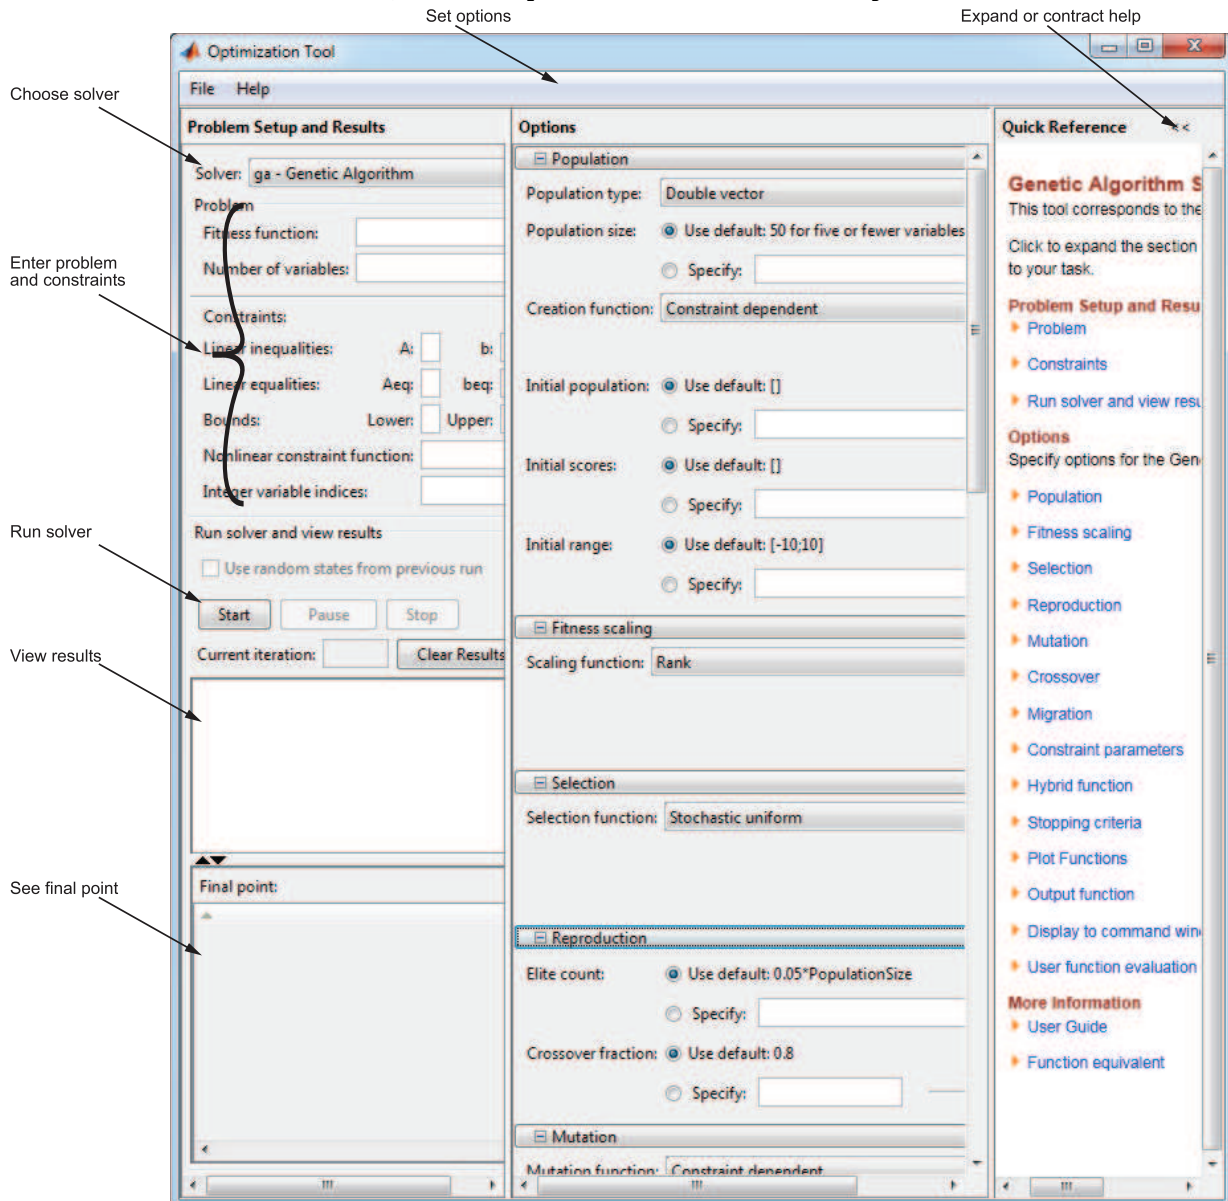 Set options
Expand or contract help
Optimization Tool
File Help
Choose solver
Problem Setup and Results
Solver: ga - Genetic Algorithm
Problem
Fitness function:
Number of variables:
Enter problem
and constraints
Constraints:
Linear inequalities: A: b:
Linear equalities: Aeq: beq:
Bounds: Lower: Upper:
Nonlinear constraint function:
Integer variable indices:
Run solver
Run solver and view results
Use random states from previous run
Start Pause Stop
View results
Current iteration: Clear Results
See final point
Final point:
Options
Population
Population type: Double vector
Population size: Use default: 50 for five or fewer variables
Specify:
Creation function: Constraint dependent
Initial population: Use default: []
Specify:
Initial scores: Use default: []
Specify:
Initial range: Use default: [-10;10]
Specify:
Fitness scaling
Scaling function: Rank
Selection
Selection function: Stochastic uniform
Reproduction
Elite count: Use default: 0.05*PopulationSize
Specify:
Crossover fraction: Use default: 0.8
Specify:
Mutation
Mutation function: Constraint dependent
Quick Reference <<
Genetic Algorithm S
This tool corresponds to the
Click to expand the section
to your task.
Problem Setup and Resu
Problem
Constraints
Run solver and view resu
Options
Specify options for the Gen
Population
Fitness scaling
Selection
Reproduction
Mutation
Crossover
Migration
Constraint parameters
Hybrid function
Stopping criteria
Plot Functions
Output function
Display to command win
User function evaluation
More Information
User Guide
Function equivalent